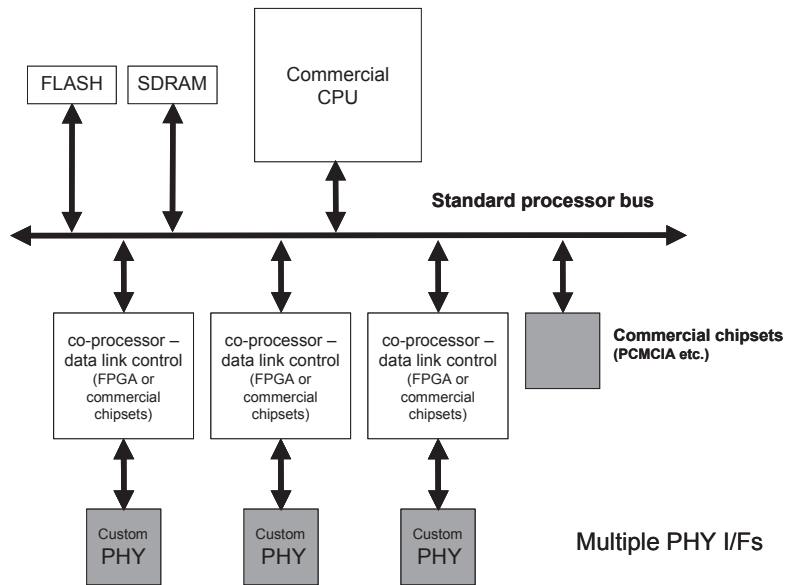 Commercial
CPU
FLASH
SDRAM
Standard processor bus
co-processor –
data link control
(FPGA or
commercial
chipsets)
co-processor –
data link control
(FPGA or
commercial
chipsets)
co-processor –
data link control
(FPGA or
commercial
chipsets)
Commercial chipsets
(PCMCIA etc.)
Custom
PHY
Custom
PHY
Custom
PHY
Multiple PHY I/Fs